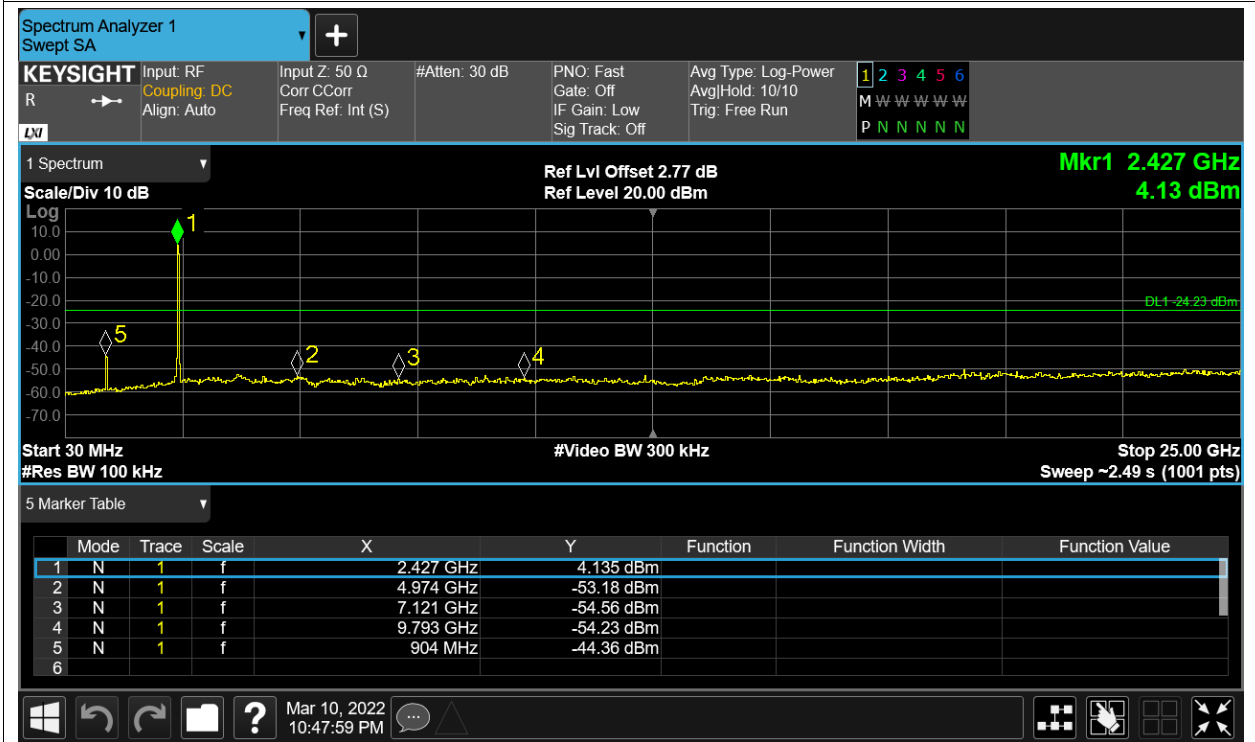 Spectrum Analyzer 1
Swept SA
+
KEYSIGHT
R
LXI
Input: RF
Coupling: DC
Align: Auto
Input Z: 50 Ω
Corr CCorr
Freq Ref: Int (S)
#Atten: 30 dB
PNO: Fast
Gate: Off
IF Gain: Low
Sig Track: Off
Avg Type: Log-Power
Avg|Hold: 10/10
Trig: Free Run
1 2 3 4 5 6
M W W W W W
P N N N N N
1 Spectrum
Scale/Div 10 dB
Ref Lvl Offset 2.77 dB
Ref Level 20.00 dBm
Mkr1 2.427 GHz
4.13 dBm
Log
10.0
0.00
-10.0
-20.0
-30.0
-40.0
-50.0
-60.0
-70.0
1
5
2
3
4
DL1 -24.23 dBm
Start 30 MHz
#Res BW 100 kHz
#Video BW 300 kHz
Stop 25.00 GHz
Sweep ~2.49 s (1001 pts)
5 Marker Table
Mode Trace Scale X Y Function Function Width Function Value
1 N 1 f 2.427 GHz 4.135 dBm
2 N 1 f 4.974 GHz -53.18 dBm
3 N 1 f 7.121 GHz -54.56 dBm
4 N 1 f 9.793 GHz -54.23 dBm
5 N 1 f 904 MHz -44.36 dBm
6
?
Mar 10, 2022
10:47:59 PM